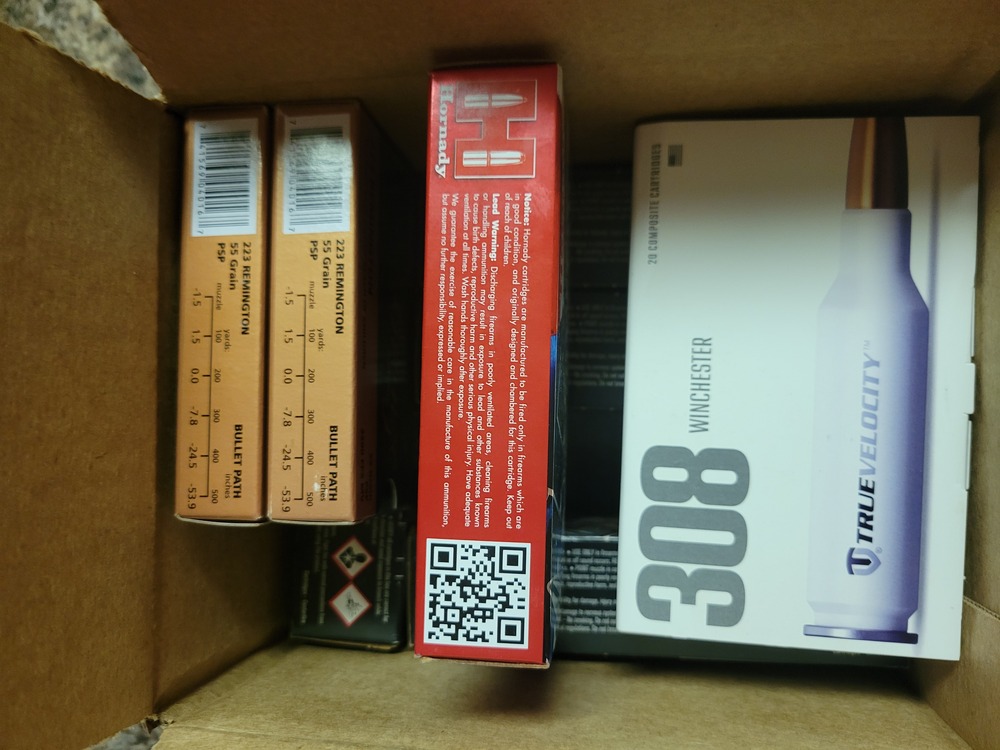 223 REMINGTON
55 Grain
PSP
BULLET PATH
inches
muzzle
yards:
100
200
300
400
500
-1.5
1.5
0.0
-7.8
-24.5
-53.9
223 REMINGTON
55 Grain
PSP
BULLET PATH
inches
muzzle
yards:
100
200
300
400
500
-1.5
1.5
0.0
-7.8
-24.5
-53.9
Hornady
Notice: Hornady cartridges are manufactured to be fired only in firearms which are
in good condition, and originally designed and chambered for this cartridge. Keep out
of reach of children.
Lead Warning: Discharging firearms in poorly ventilated areas, cleaning firearms
or handling ammunition may result in exposure to lead and other substances known
to cause birth defects, reproductive harm and other serious physical injury. Have adequate
ventilation at all times. Wash hands thoroughly after exposure.
We guarantee the exercise of reasonable care in the manufacture of this ammunition,
but assume no further responsibility, expressed or implied.
20 COMPOSITE CARTRIDGES
308 WINCHESTER
TRUEVELOCITY™